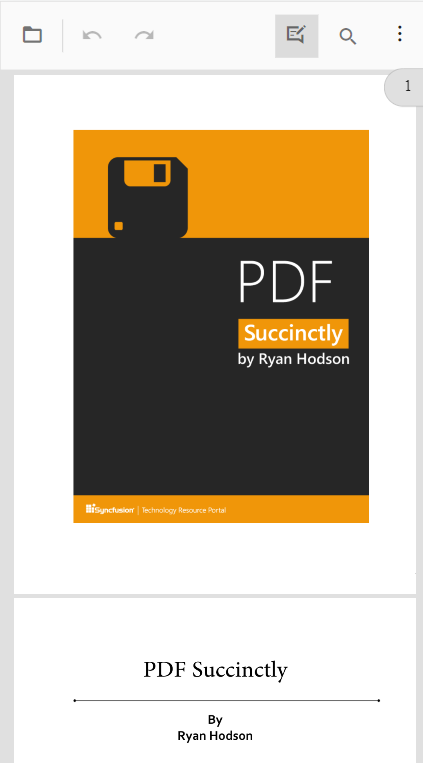 1
PDF
Succinctly
by Ryan Hodson
Syncfusion | Technology Resource Portal
PDF Succinctly
By
Ryan Hodson